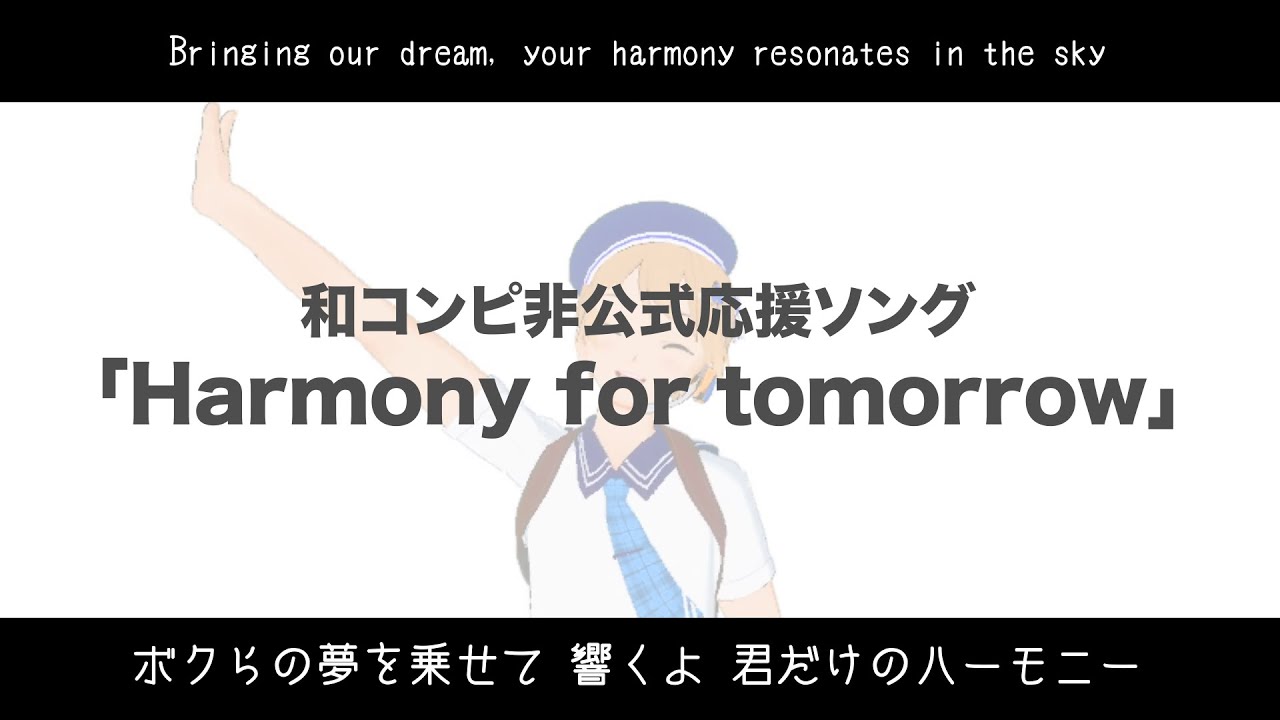 Bringing our dream, your harmony resonates in the sky
和コンピ非公式応援ソング
「Harmony for tomorrow」
ボクらの夢を乗せて 響くよ 君だけのハーモニー